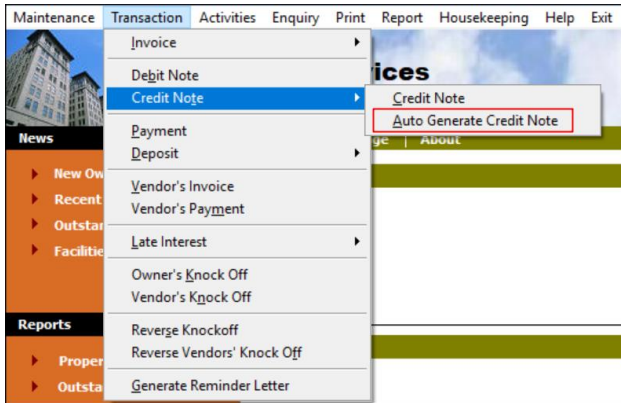 Maintenance Transaction Activities Enquiry Print Report Housekeeping Help Exit
Invoice
Debit Note
Credit Note
Payment
Deposit
Vendor's Invoice
Vendor's Payment
Late Interest
Owner's Knock Off
Vendor's Knock Off
Reverse Knockoff
Reverse Vendors' Knock Off
Generate Reminder Letter
Credit Note
Auto Generate Credit Note
ices
ge | About
News
New Ow
Recent
Outstar
Facilitie
Reports
Proper
Outsta